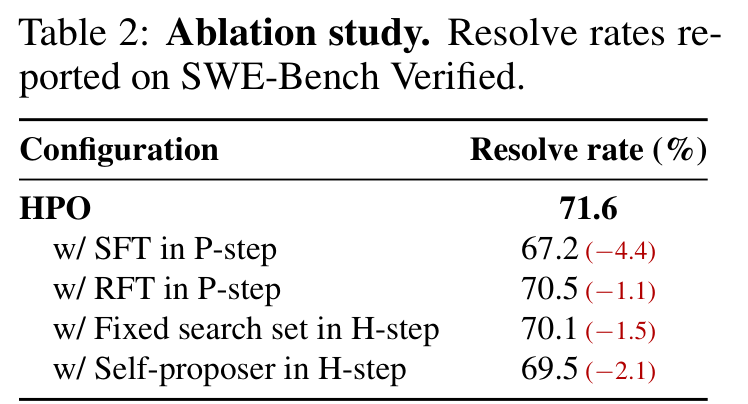 Table 2: Ablation study. Resolve rates re-
ported on SWE-Bench Verified.
Configuration Resolve rate (%)
HPO 71.6
w/ SFT in P-step 67.2 (−4.4)
w/ RFT in P-step 70.5 (−1.1)
w/ Fixed search set in H-step 70.1 (−1.5)
w/ Self-proposer in H-step 69.5 (−2.1)